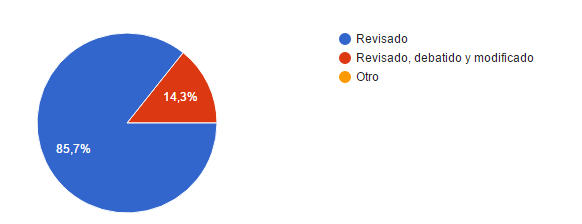 Revisado
Revisado, debatido y modificado
Otro
14,3%
85,7%